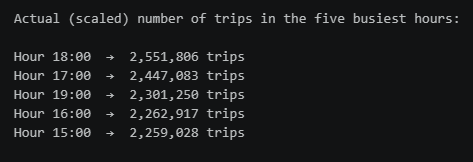 Actual (scaled) number of trips in the five busiest hours:
Hour 18:00 → 2,551,806 trips
Hour 17:00 → 2,447,083 trips
Hour 19:00 → 2,301,250 trips
Hour 16:00 → 2,262,917 trips
Hour 15:00 → 2,259,028 trips